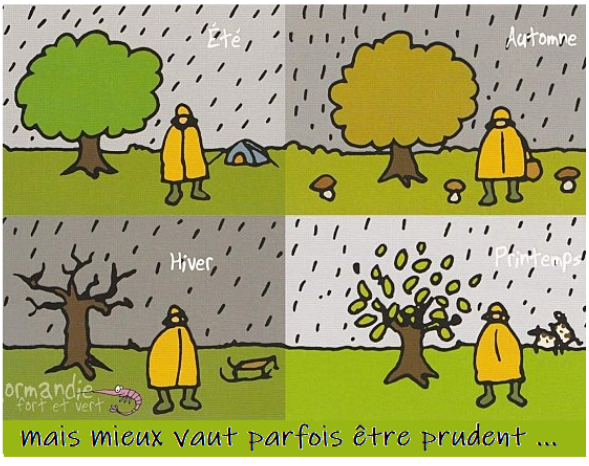 Été
Automne
Hiver
Printemps
ormandie
fort et vert
mais mieux vaut parfois être prudent ...